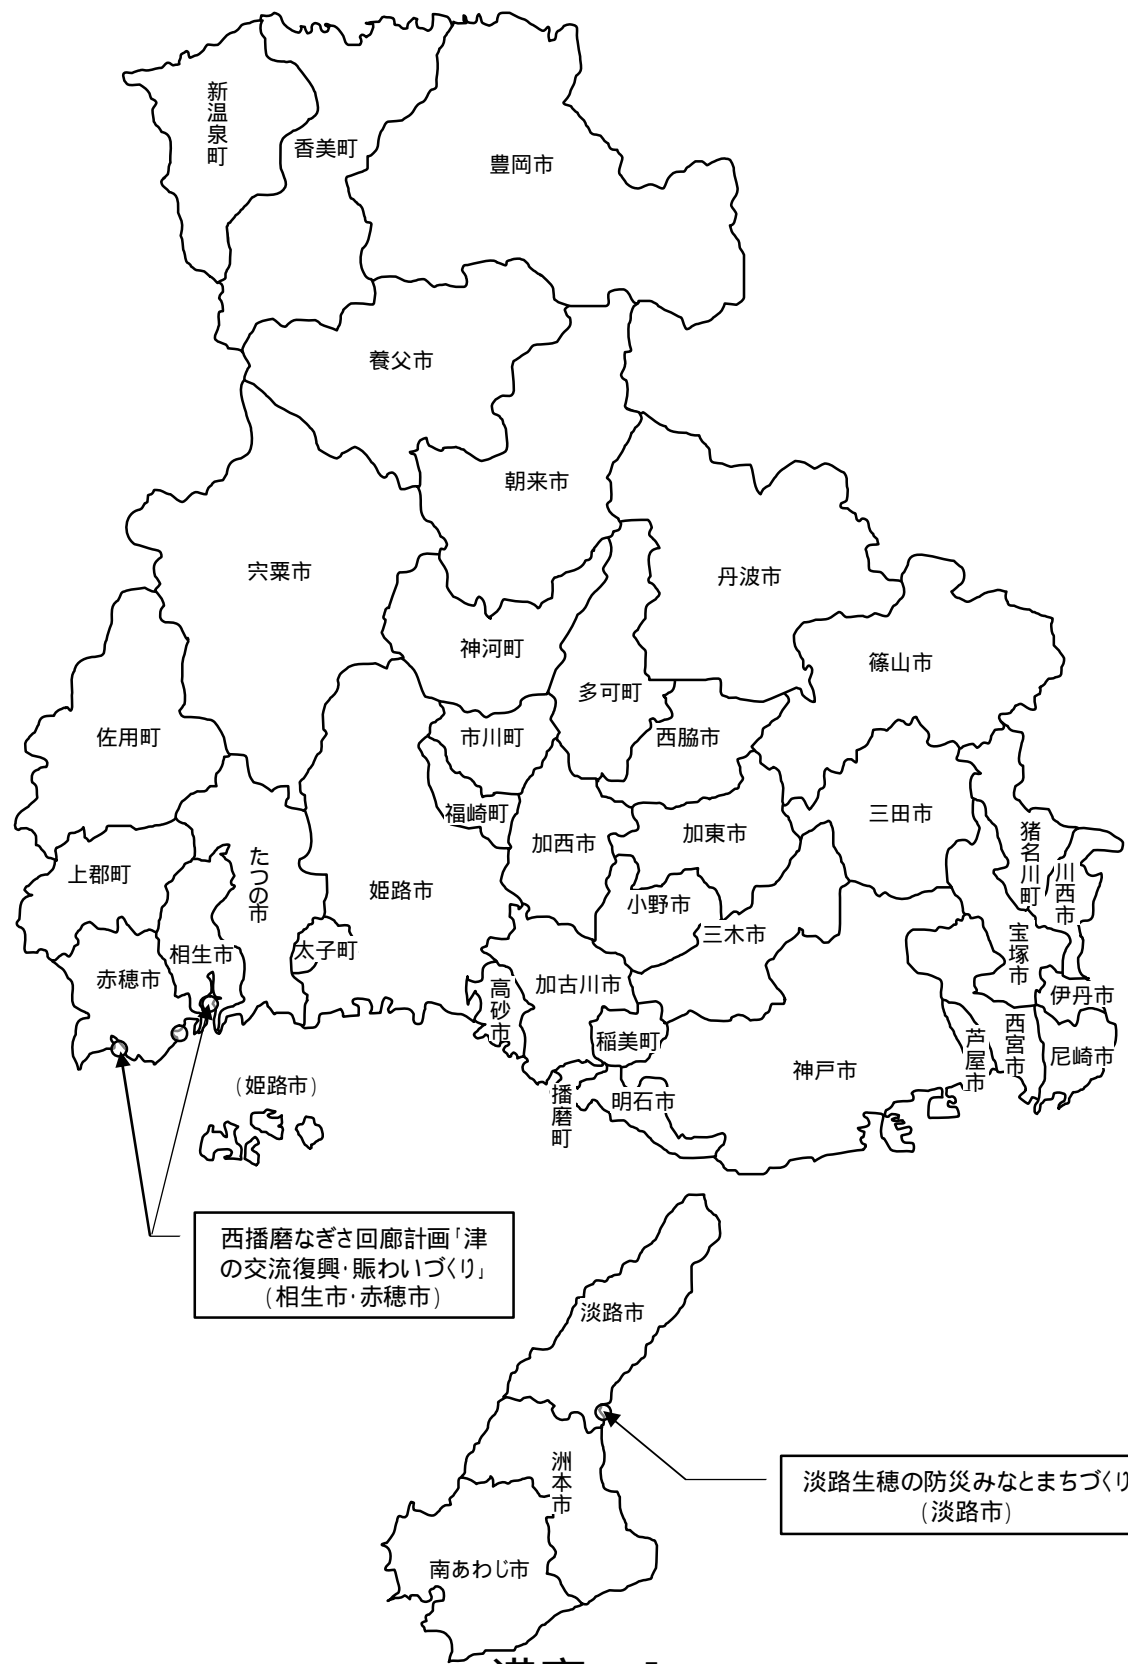 新温泉町
香美町
豊岡市
養父市
朝来市
宍粟市
丹波市
神河町
篠山市
多可町
佐用町
市川町
西脇市
福崎町
加西市
加東市
三田市
猪名川町
川西市
上郡町
たつの市
姫路市
小野市
三木市
相生市
太子町
赤穂市
加古川市
高砂市
宝塚市
伊丹市
稲美町
神戸市
芦屋市
西宮市
尼崎市
(姫路市)
播磨町
明石市
西播磨なぎさ回廊計画「津
の交流復興・賑わいづくり」
(相生市・赤穂市)
淡路市
洲本市
淡路生穂の防災みなとまちづくり
(淡路市)
南あわじ市